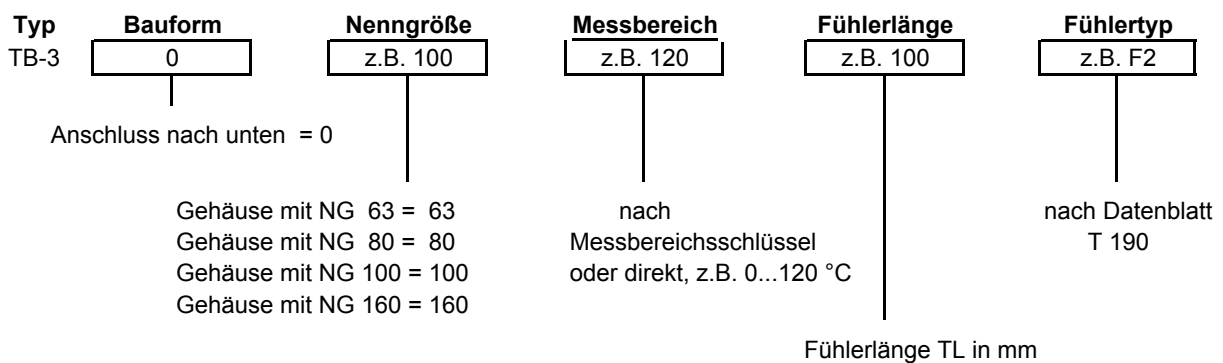 Typ Bauform Nenngröße Messbereich Fühlerlänge Fühlertyp
TB-3 0 z.B. 100 z.B. 120 z.B. 100 z.B. F2
Anschluss nach unten = 0
Gehäuse mit NG 63 = 63 nach nach Datenblatt
Gehäuse mit NG 80 = 80 Messbereichsschlüssel T 190
Gehäuse mit NG 100 = 100 oder direkt, z.B. 0...120 °C
Gehäuse mit NG 160 = 160
Fühlerlänge TL in mm